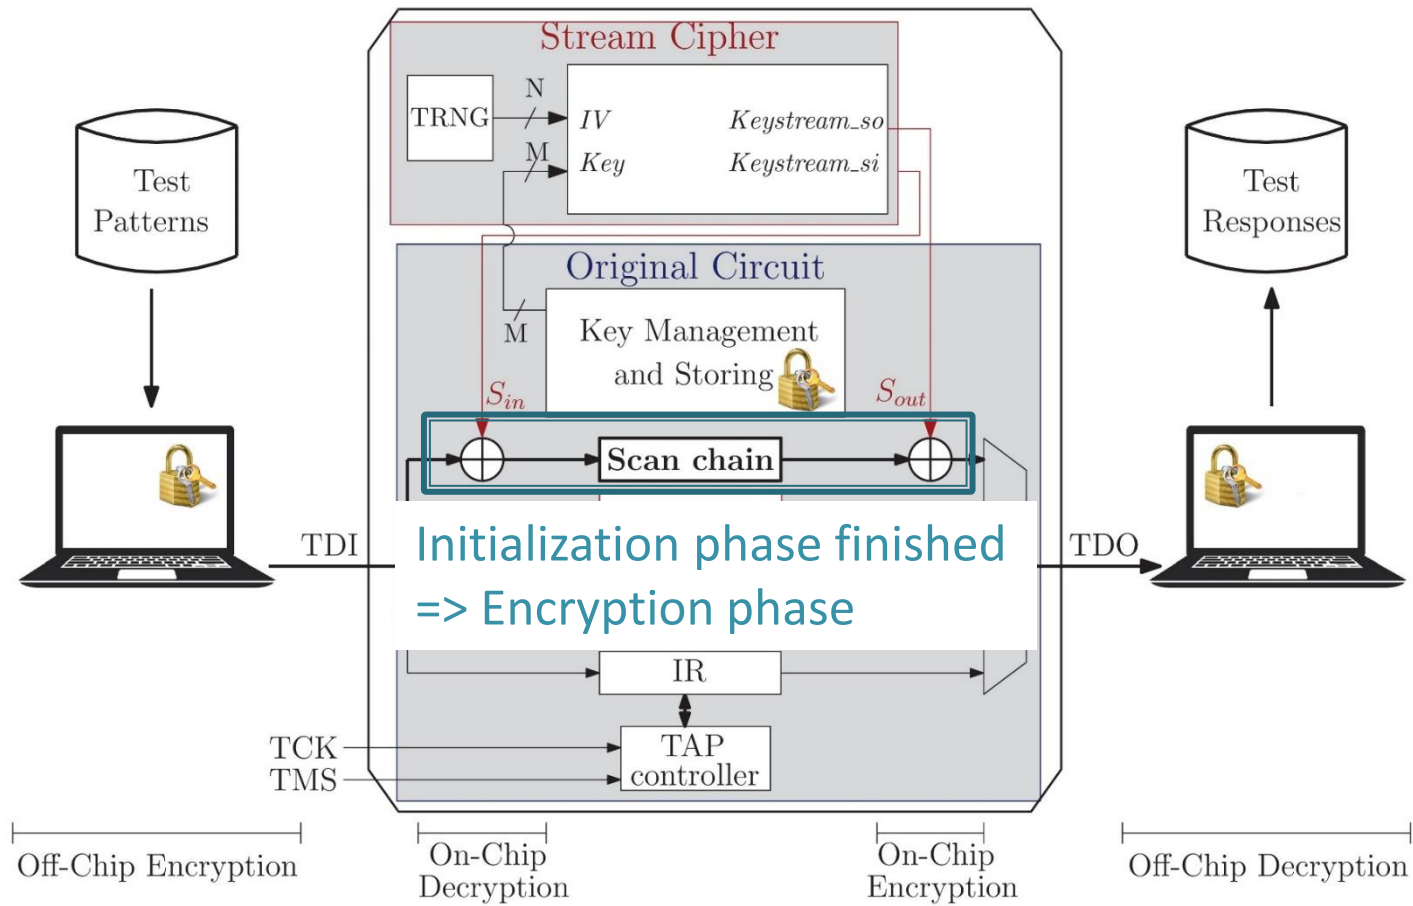 Stream Cipher
TRNG
N
M
IV
Key
Keystream_so
Keystream_si
Test
Patterns
Test
Responses
Original Circuit
Key Management
and Storing
M
S_in
S_out
Scan chain
TDI
Initialization phase finished
=> Encryption phase
TDO
IR
TCK
TMS
TAP
controller
Off-Chip Encryption
On-Chip
Decryption
On-Chip
Encryption
Off-Chip Decryption